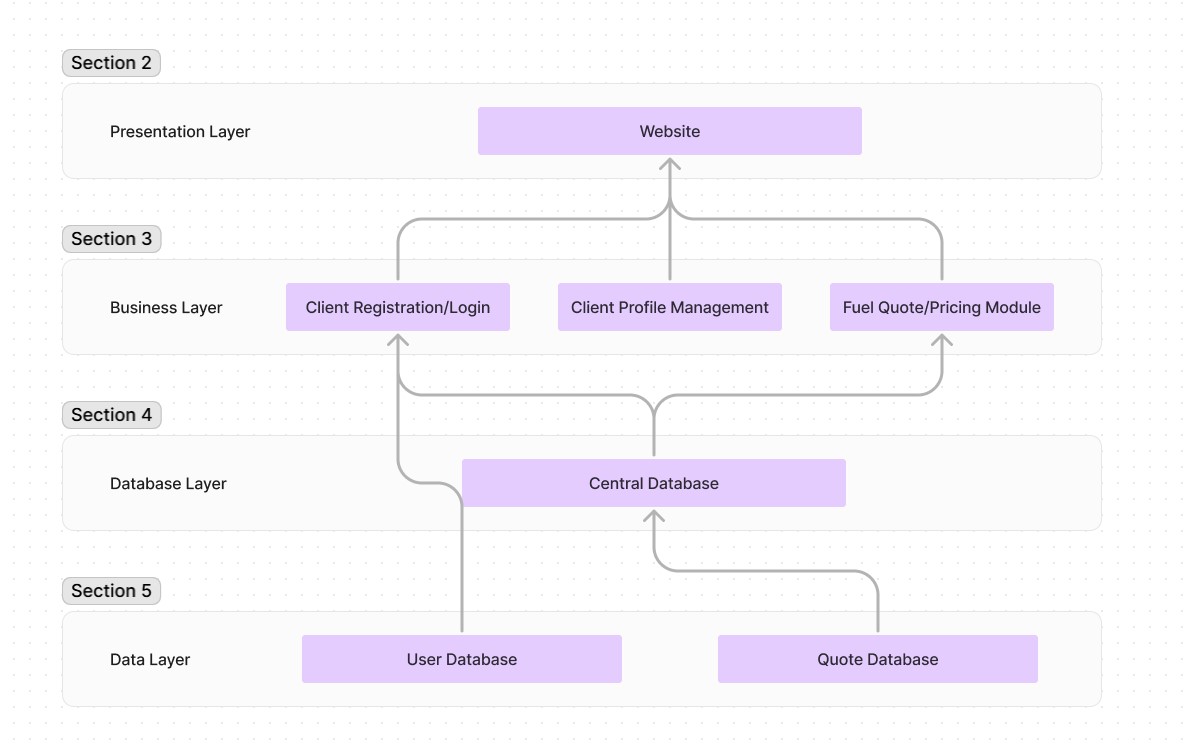 Section 2
Presentation Layer
Website
Section 3
Business Layer
Client Registration/Login
Client Profile Management
Fuel Quote/Pricing Module
Section 4
Database Layer
Central Database
Section 5
Data Layer
User Database
Quote Database